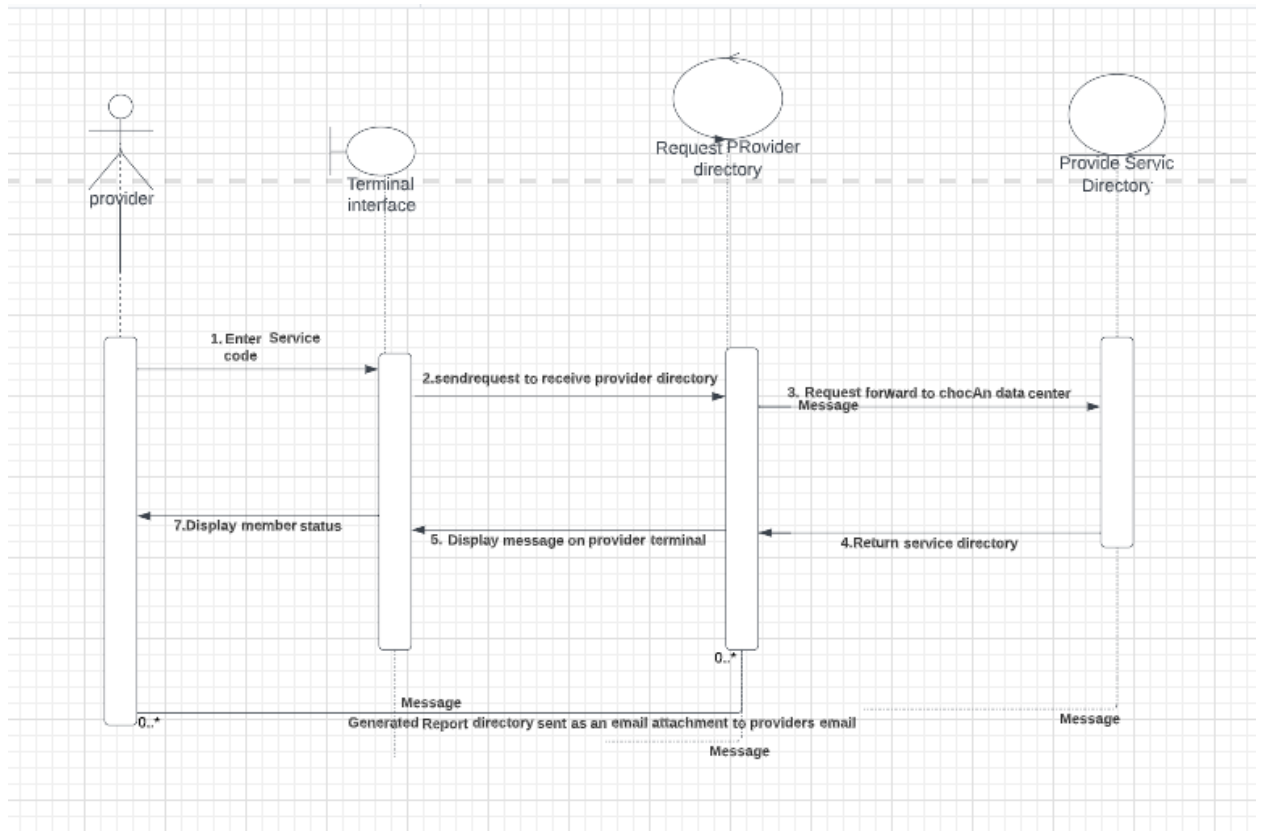 Request PRovider
directory
Provide Servic
Directory
Terminal
interface
provider
1. Enter Service
code
2.sendrequest to receive provider directory
3. Request forward to chocAn data center
Message
7.Display member status
5. Display message on provider terminal
4.Return service directory
0..*
Message
0..*
Generated Report directory sent as an email attachment to providers email
Message
Message